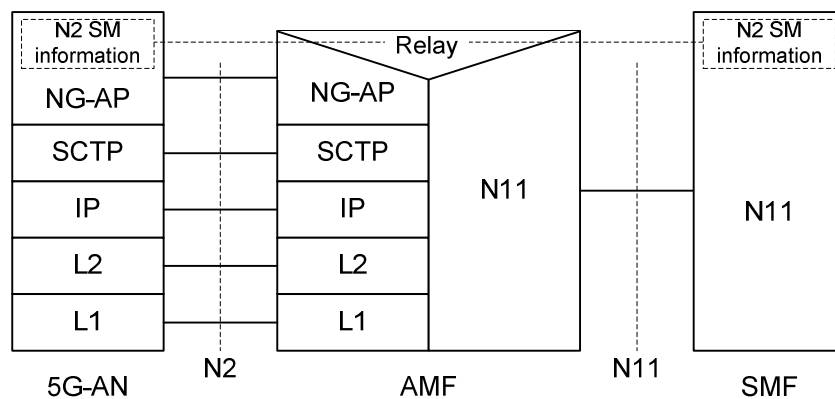 N2 SM
information
NG-AP
SCTP
IP
L2
L1
5G-AN
N2
Relay
NG-AP
SCTP
IP
L2
L1
N11
AMF
N11
N2 SM
information
N11
SMF